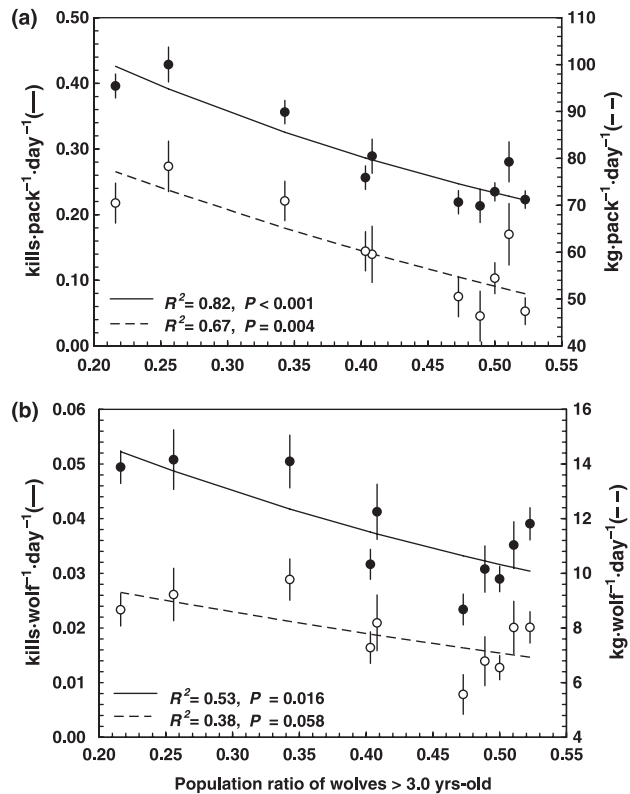 (a)
0.50
0.40
0.30
0.20
0.10
0.00
kills·pack⁻¹·day⁻¹(—)
110
100
90
80
70
60
50
40
kg·pack⁻¹·day⁻¹(– –)
R²= 0.82, P < 0.001
R²= 0.67, P = 0.004
0.20 0.25 0.30 0.35 0.40 0.45 0.50 0.55
(b)
0.06
0.05
0.04
0.03
0.02
0.01
0.00
kills·wolf⁻¹·day⁻¹(—)
16
14
12
10
8
6
4
kg·wolf⁻¹·day⁻¹(– –)
R²= 0.53, P = 0.016
R²= 0.38, P = 0.058
0.20 0.25 0.30 0.35 0.40 0.45 0.50 0.55
Population ratio of wolves > 3.0 yrs-old